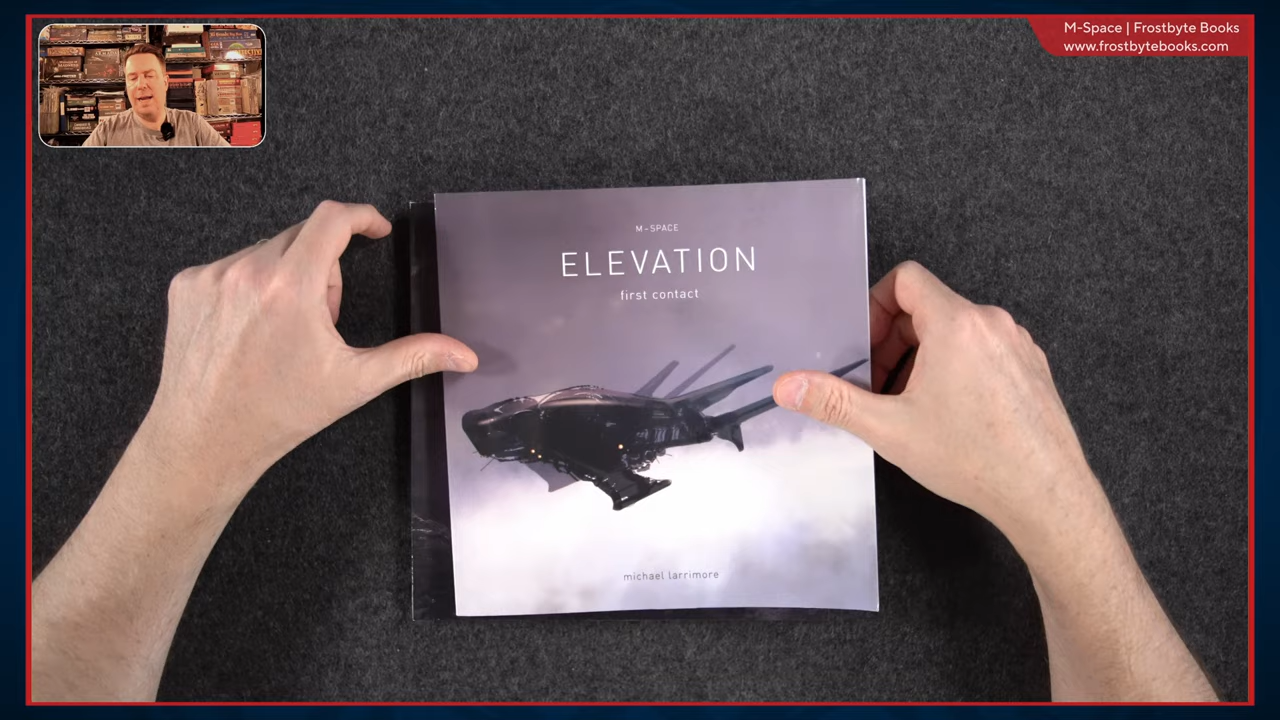 M-Space | Frostbyte Books
www.frostbytebooks.com
M-SPACE
ELEVATION
first contact
michael larrimore